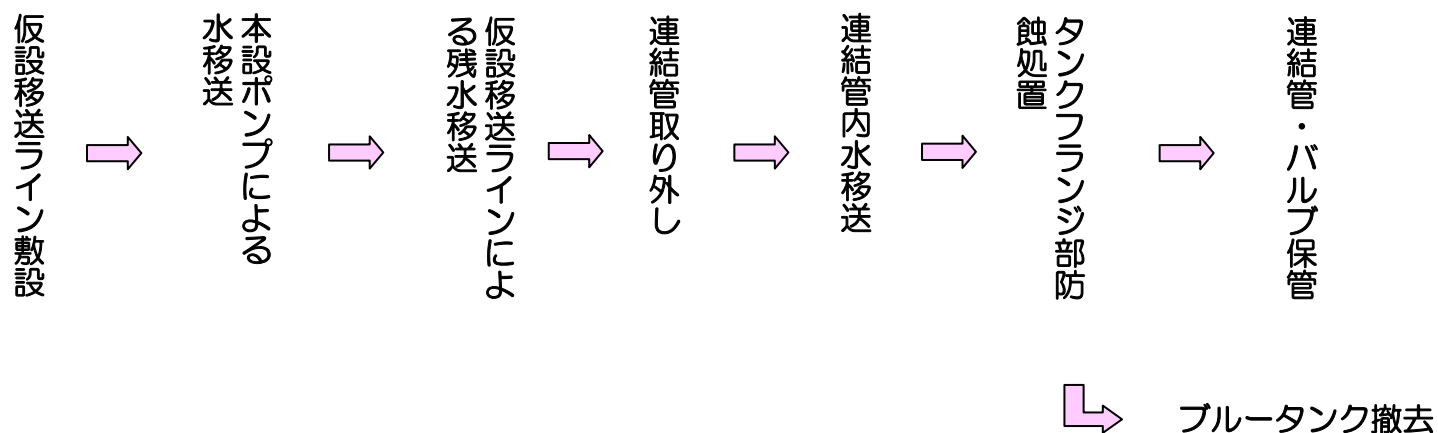 仮設移送ライン敷設
本設ポンプによる
水移送
仮設移送ラインによ
る残水移送
連結管取り外し
連結管内水移送
タンクフランジ部防
蝕処置
連結管・バルブ保管
ブルータンク撤去